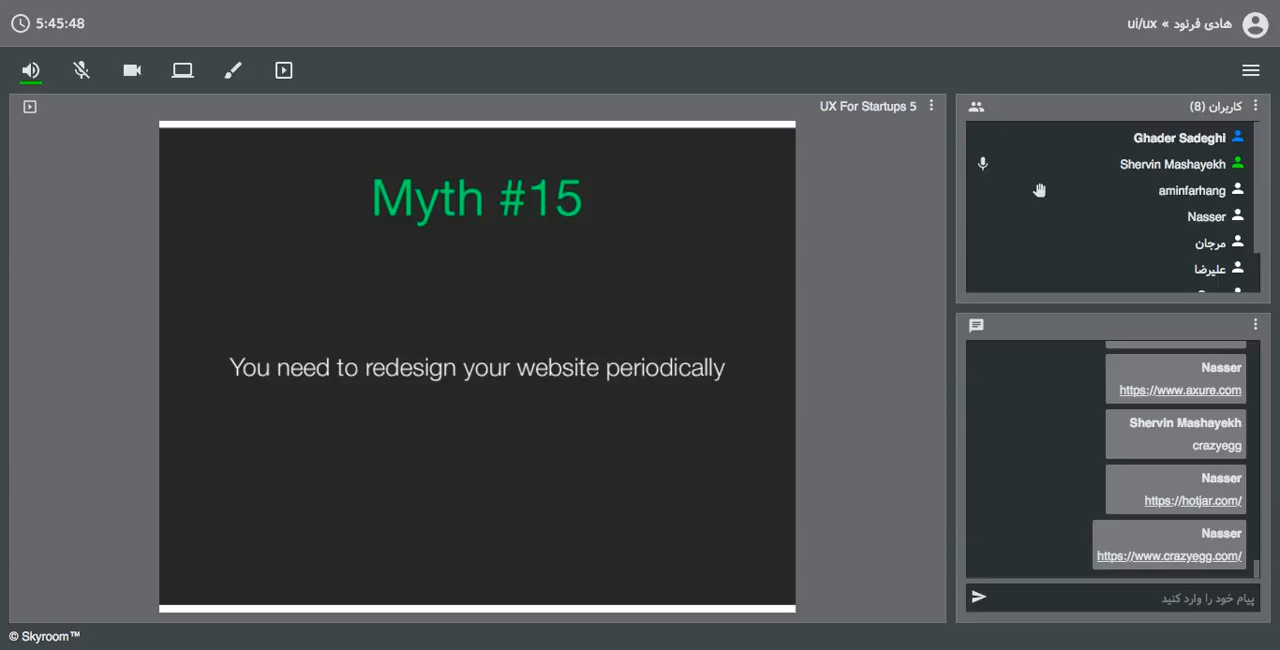 5:45:48
هادی فرنود » ui/ux
UX For Startups 5
Myth #15
You need to redesign your website periodically
کاربران (8)
Ghader Sadeghi
Shervin Mashayekh
aminfarhang
Nasser
مرجان
علیرضا
Nasser
https://www.axure.com
Shervin Mashayekh
crazyegg
Nasser
https://hotjar.com/
Nasser
https://www.crazyegg.com/
پیام خود را وارد کنید
© Skyroom™